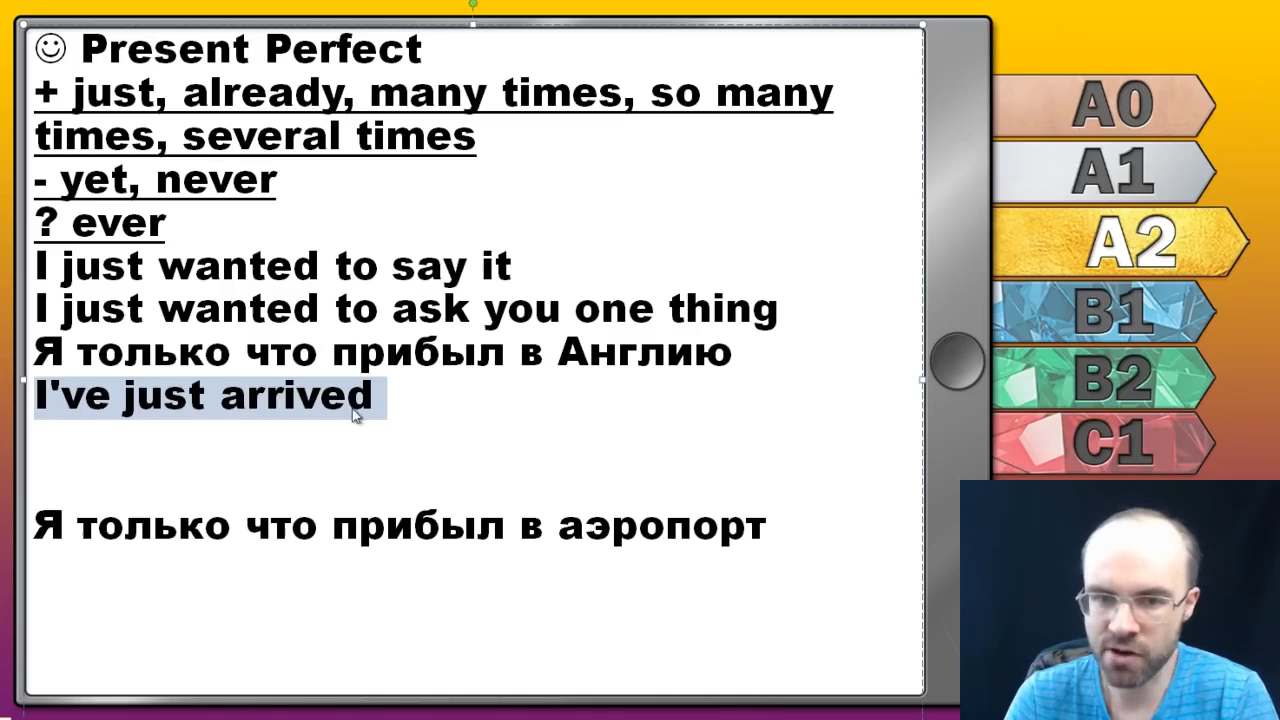 ☺ Present Perfect
+ just, already, many times, so many
times, several times
- yet, never
? ever
I just wanted to say it
I just wanted to ask you one thing
Я только что прибыл в Англию
I've just arrived
Я только что прибыл в аэропорт
A0
A1
A2
B1
B2
C1